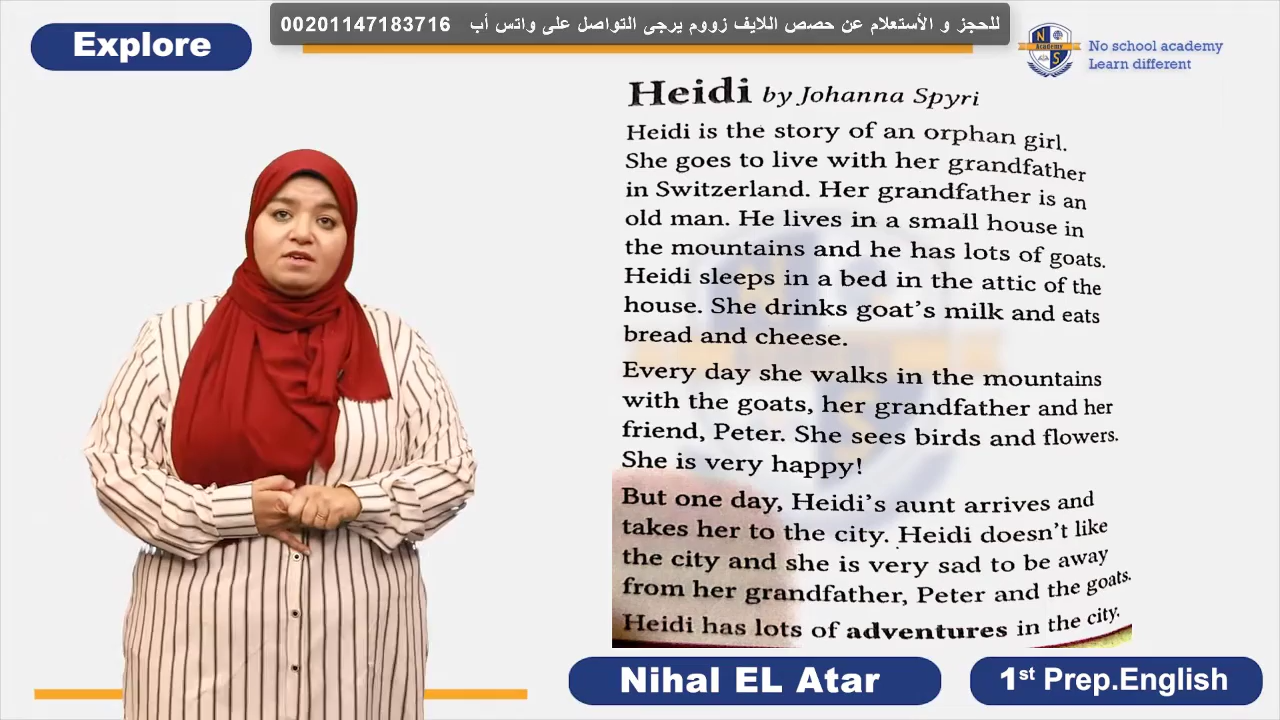 للحجز و الأستعلام عن حصص اللايف زووم يرجى التواصل على واتس أب 00201147183716
Explore
N
Academy
S
No school academy
Learn different
Heidi by Johanna Spyri
Heidi is the story of an orphan girl.
She goes to live with her grandfather
in Switzerland. Her grandfather is an
old man. He lives in a small house in
the mountains and he has lots of goats.
Heidi sleeps in a bed in the attic of the
house. She drinks goat's milk and eats
bread and cheese.
Every day she walks in the mountains
with the goats, her grandfather and her
friend, Peter. She sees birds and flowers.
She is very happy!
But one day, Heidi's aunt arrives and
takes her to the city. Heidi doesn't like
the city and she is very sad to be away
from her grandfather, Peter and the goats.
Heidi has lots of adventures in the city.
Nihal EL Atar
1st Prep.English